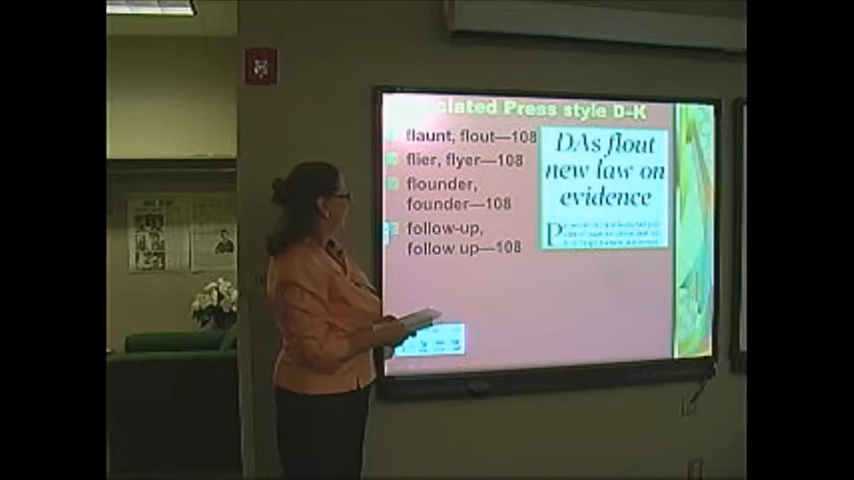 ciated Press style D–K
flaunt, flout—108
flier, flyer—108
flounder,
founder—108
follow-up,
follow up—108
DAs flout
new law on
evidence